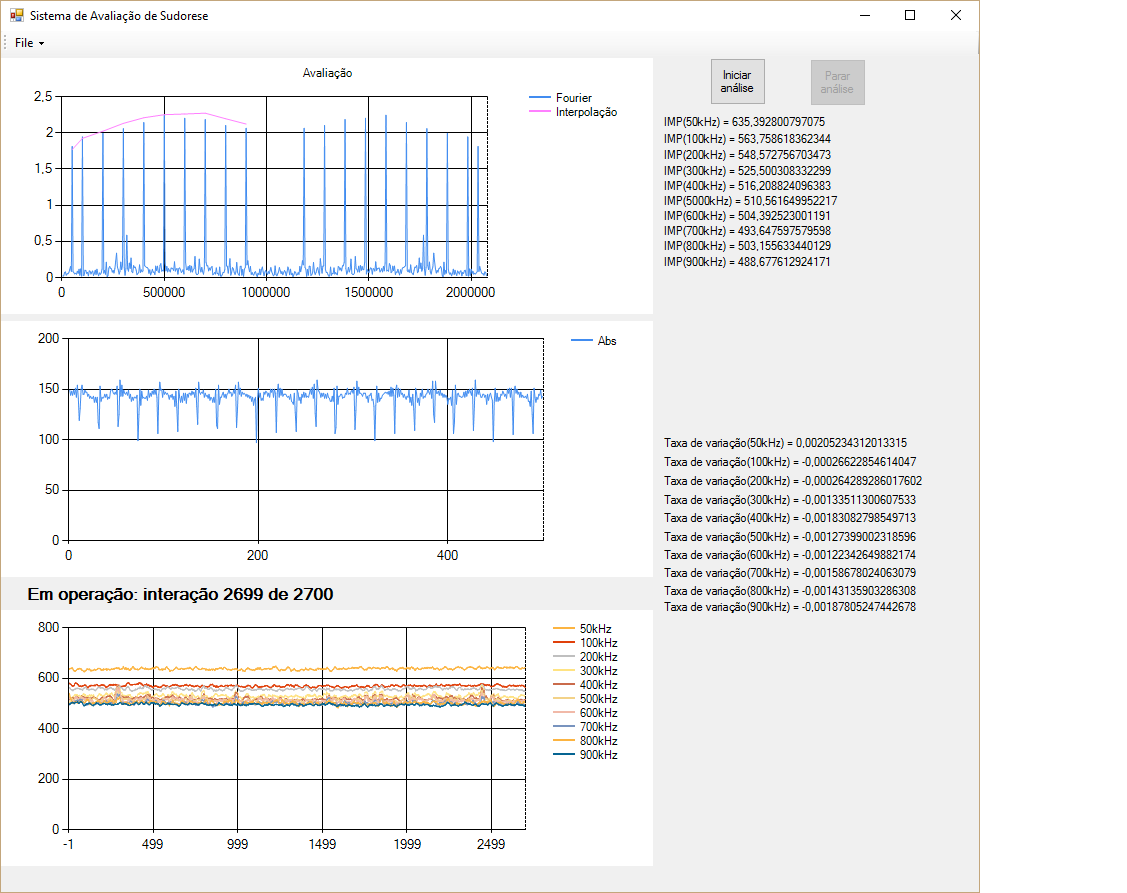 Sistema de Avaliação de Sudorese
File
Avaliação
2,5
2
1,5
1
0,5
0
0
500000
1000000
1500000
2000000
Fourier
Interpolação
200
150
100
50
0
0
200
400
Abs
Em operação: interação 2699 de 2700
800
600
400
200
0
-1
499
999
1499
1999
2499
50kHz
100kHz
200kHz
300kHz
400kHz
500kHz
600kHz
700kHz
800kHz
900kHz
Iniciar
análise
Parar
análise
IMP(50kHz) = 635,392800797075
IMP(100kHz) = 563,758618362344
IMP(200kHz) = 548,572756703473
IMP(300kHz) = 525,500308332299
IMP(400kHz) = 516,208824096383
IMP(5000kHz) = 510,561649952217
IMP(600kHz) = 504,392523001191
IMP(700kHz) = 493,647597579598
IMP(800kHz) = 503,155633440129
IMP(900kHz) = 488,677612924171
Taxa de variação(50kHz) = 0,00205234312013315
Taxa de variação(100kHz) = -0,00026622854614047
Taxa de variação(200kHz) = -0,000264289286017602
Taxa de variação(300kHz) = -0,00133511300607533
Taxa de variação(400kHz) = -0,00183082798549713
Taxa de variação(500kHz) = -0,00127399002318596
Taxa de variação(600kHz) = -0,00122342649882174
Taxa de variação(700kHz) = -0,00158678024063079
Taxa de variação(800kHz) = -0,00143135903286308
Taxa de variação(900kHz) = -0,00187805247442678